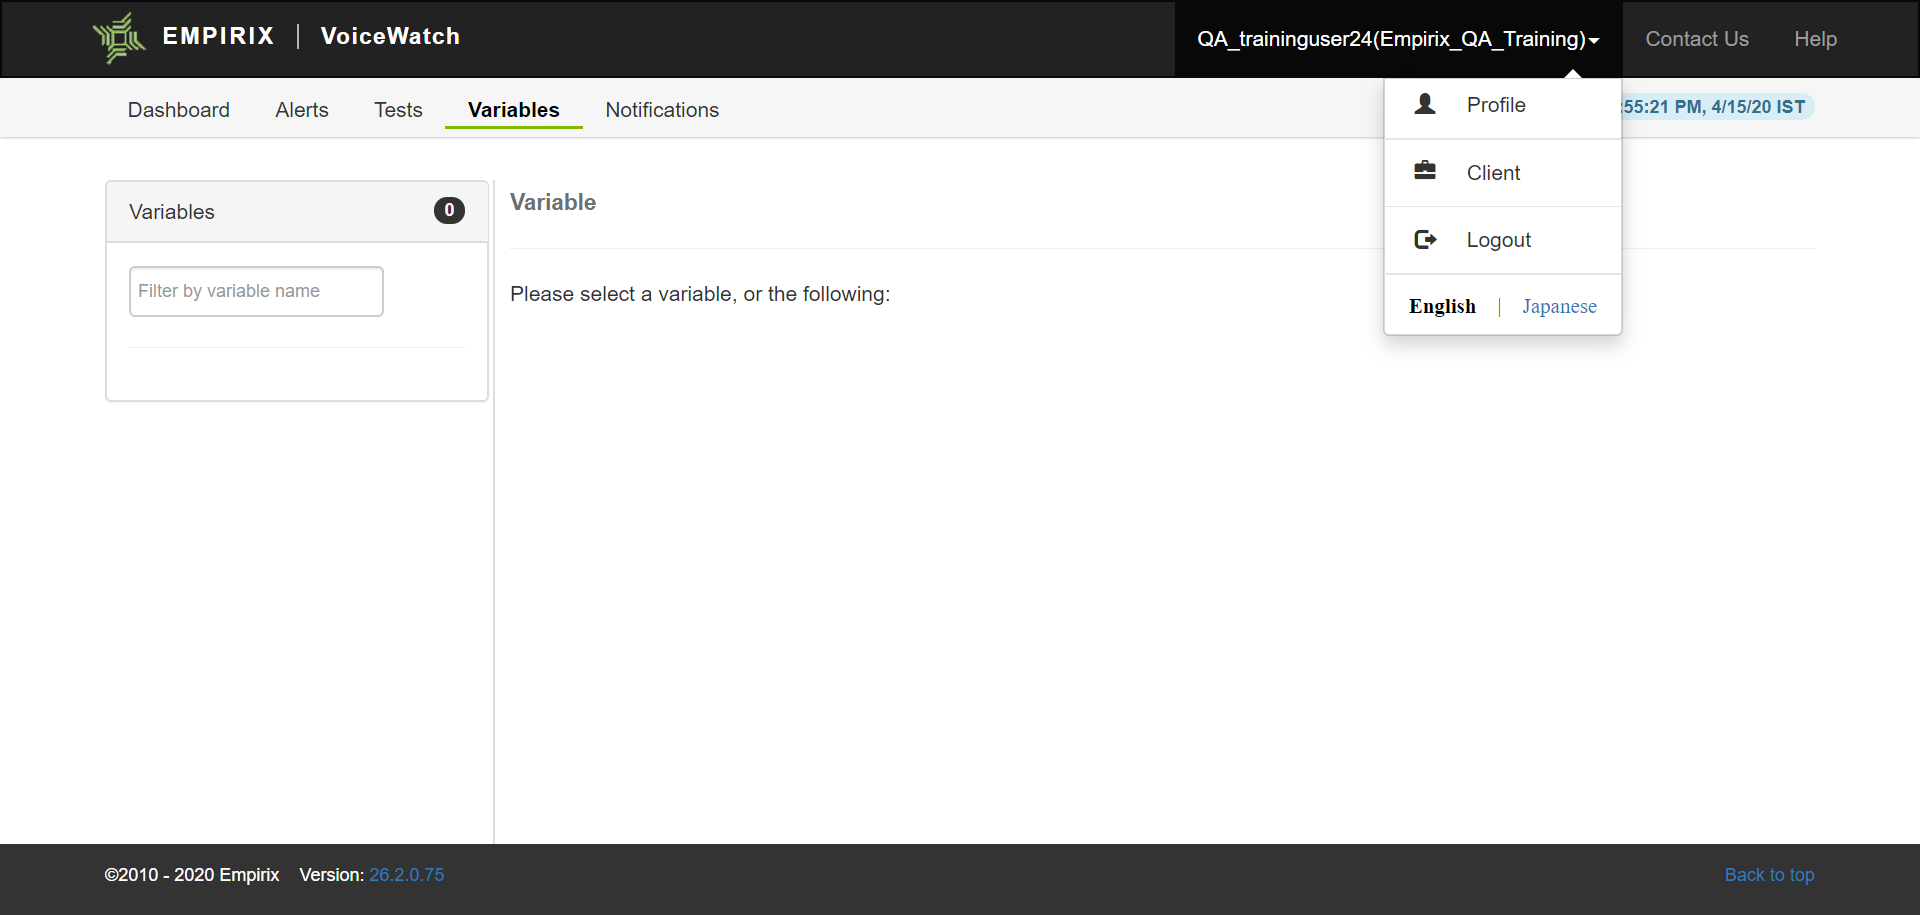 EMPIRIX | VoiceWatch
QA_traininguser24(Empirix_QA_Training)
Contact Us
Help
Dashboard
Alerts
Tests
Variables
Notifications
:55:21 PM, 4/15/20 IST
Profile
Client
Logout
English | Japanese
Variables
0
Filter by variable name
Variable
Please select a variable, or the following:
©2010 - 2020 Empirix Version: 26.2.0.75
Back to top